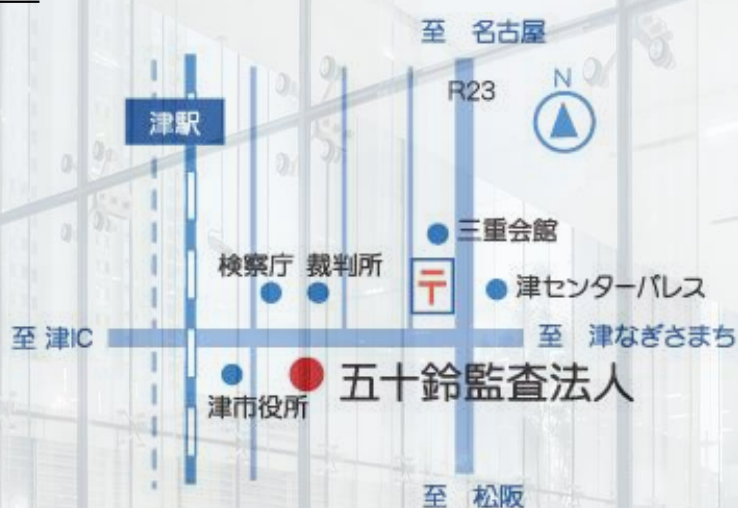 至 名古屋
R23
N
津駅
三重会館
検察庁 裁判所
〒
津センターパレス
至 津IC
至 津なぎさまち
五十鈴監査法人
津市役所
至 松阪